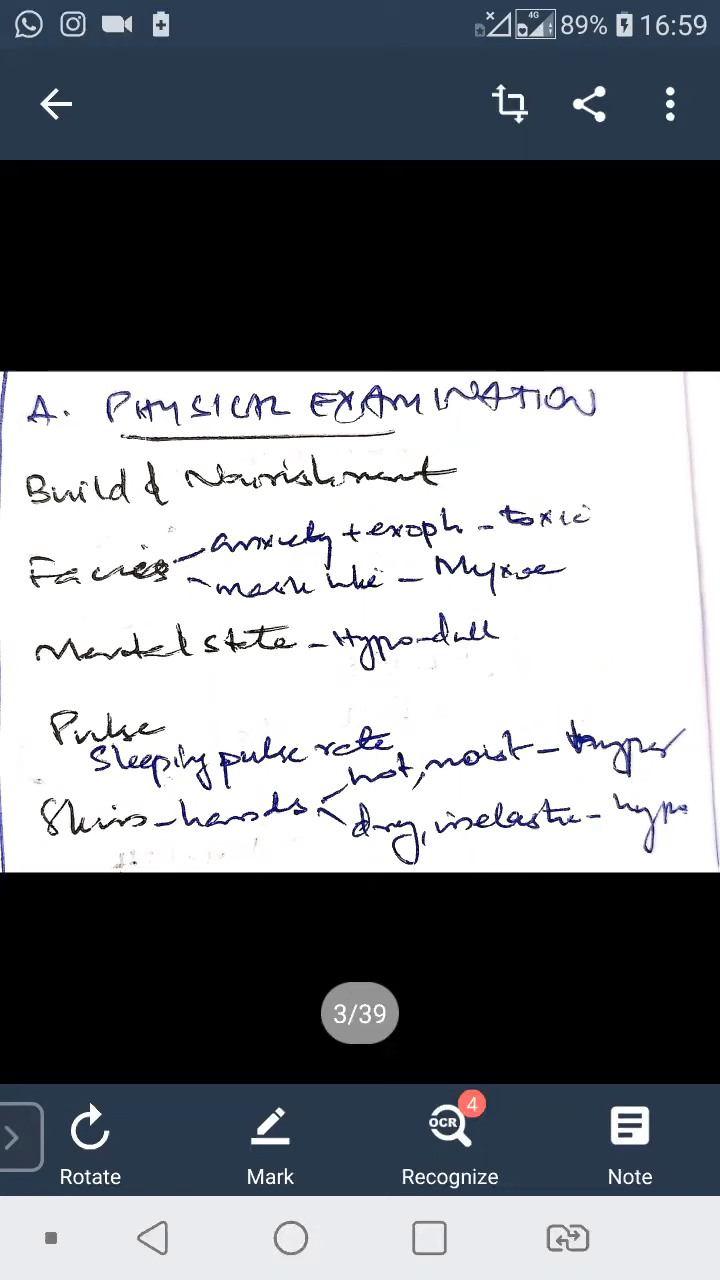 89% 16:59
A. PHYSICAL EXAMINATION
Build & Nourishment
Facies anxiety + exoph - toxic
mask like - Myxoe
Mental state - Hypo-dull
Pulse
Sleeping pulse rate
hot, moist - hyper
Skin - hands
dry, inelastic - hypo
3/39
OCR 4
Rotate Mark Recognize Note